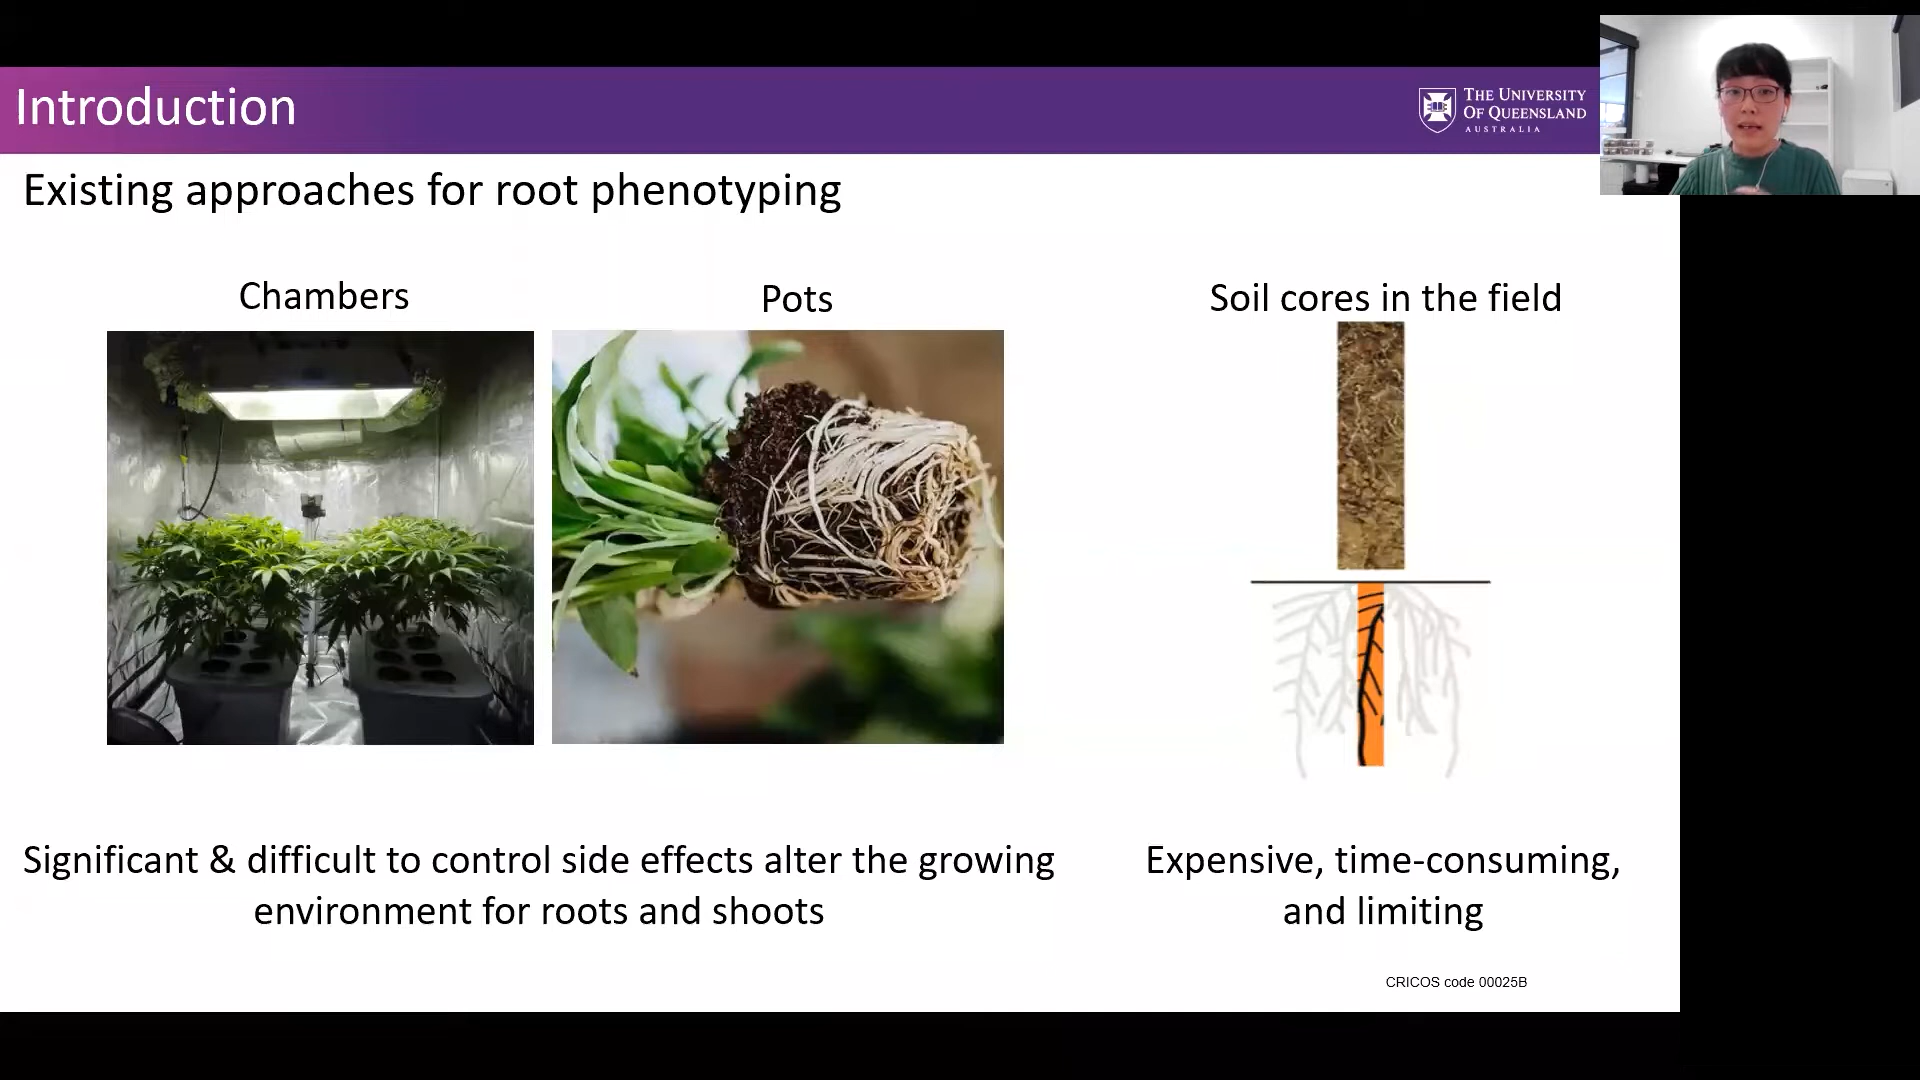 Introduction
THE UNIVERSITY
OF QUEENSLAND
AUSTRALIA
Existing approaches for root phenotyping
Chambers
Pots
Soil cores in the field
Significant & difficult to control side effects alter the growing
environment for roots and shoots
Expensive, time-consuming,
and limiting
CRICOS code 00025B